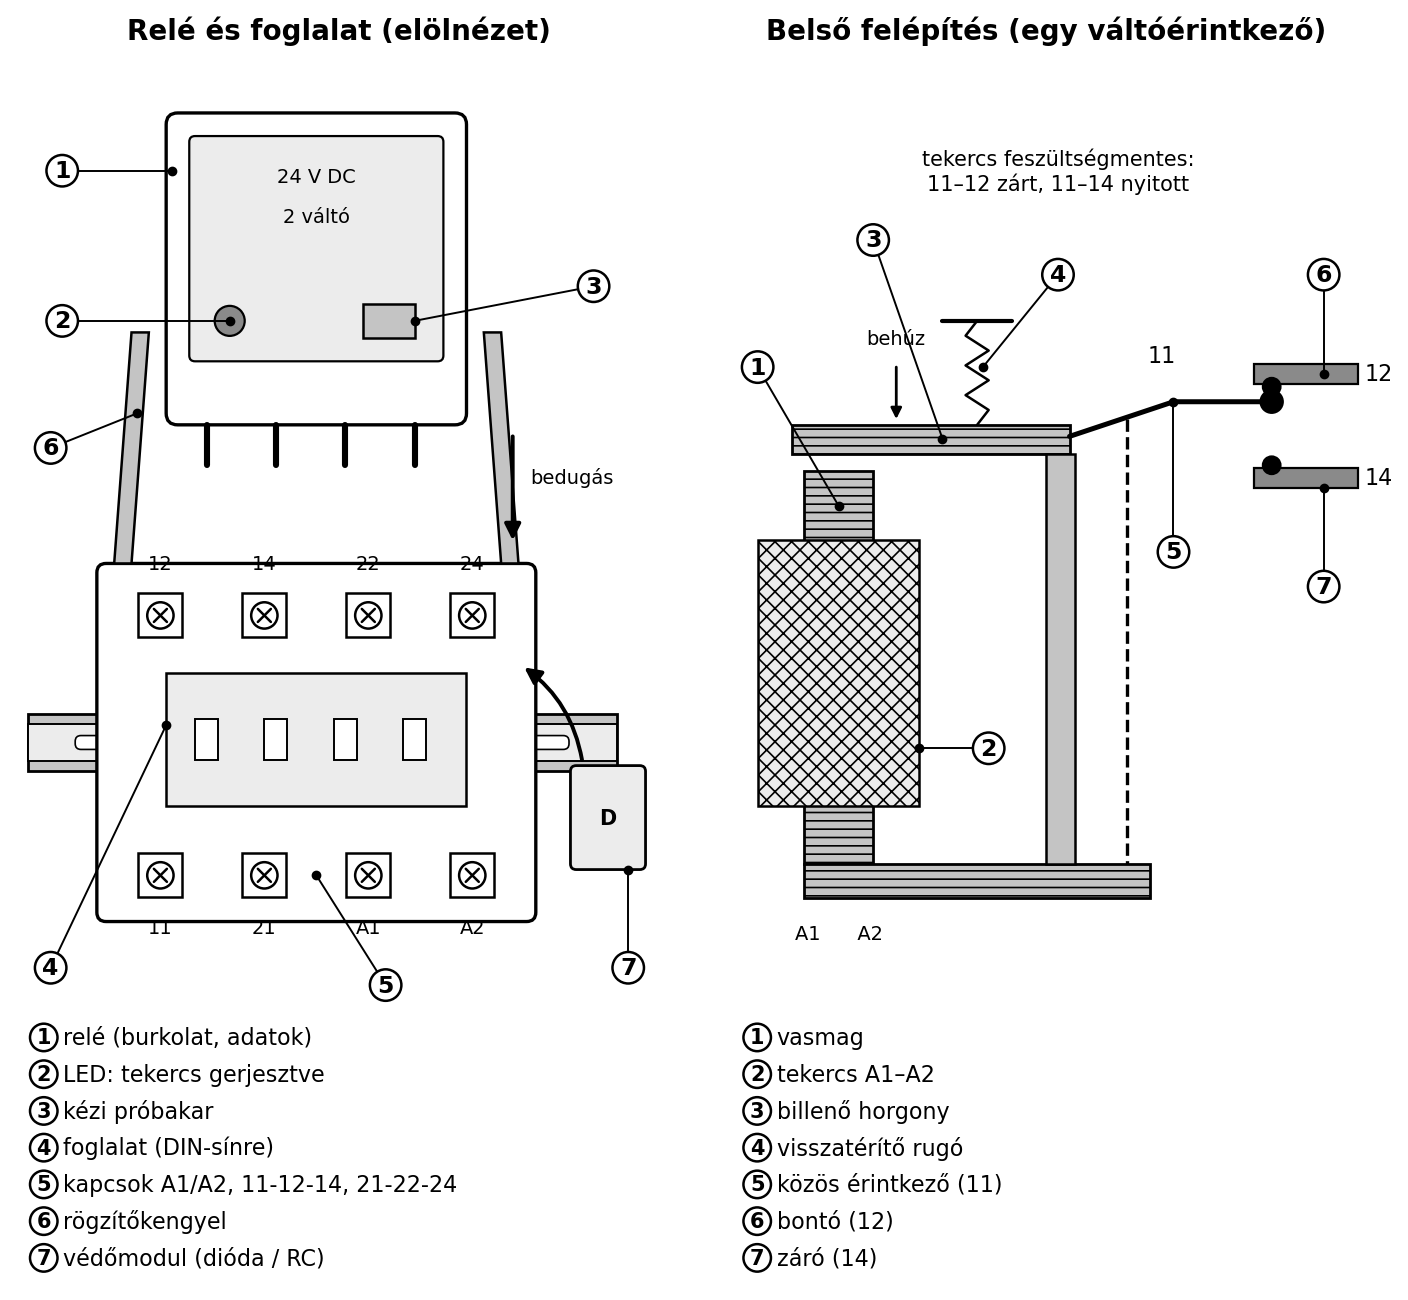 Relé és foglalat (elölnézet)
24 V DC
2 váltó
1
2
3
6
bedugás
12 14 22 24
D
11 21 A1 A2
4
5
7
1 relé (burkolat, adatok)
2 LED: tekercs gerjesztve
3 kézi próbakar
4 foglalat (DIN-sínre)
5 kapcsok A1/A2, 11-12-14, 21-22-24
6 rögzítőkengyel
7 védőmodul (dióda / RC)
Belső felépítés (egy váltóérintkező)
tekercs feszültségmentes:
11–12 zárt, 11–14 nyitott
3
4
6
behúz
11
1
12
14
5
7
2
A1 A2
1 vasmag
2 tekercs A1–A2
3 billenő horgony
4 visszatérítő rugó
5 közös érintkező (11)
6 bontó (12)
7 záró (14)